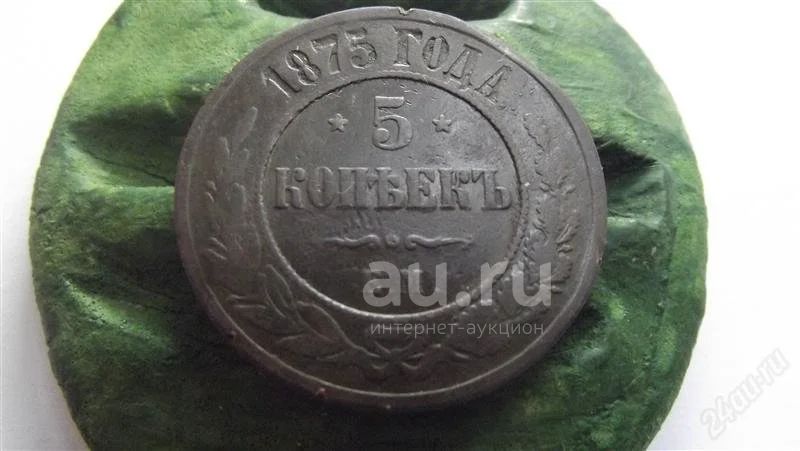 1875 ГОДА
5
КОПѢЕКЪ
au.ru
интернет-аукцион
24au.ru